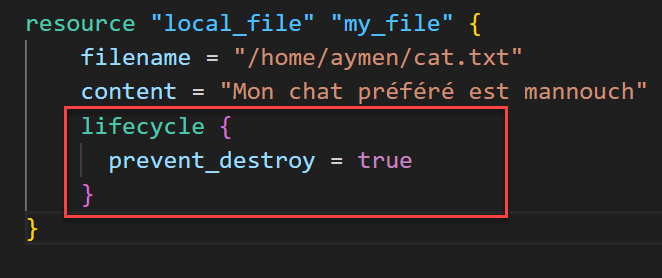 resource "local_file" "my_file" {
filename = "/home/aymen/cat.txt"
content = "Mon chat préféré est mannouch"
lifecycle {
prevent_destroy = true
}
}